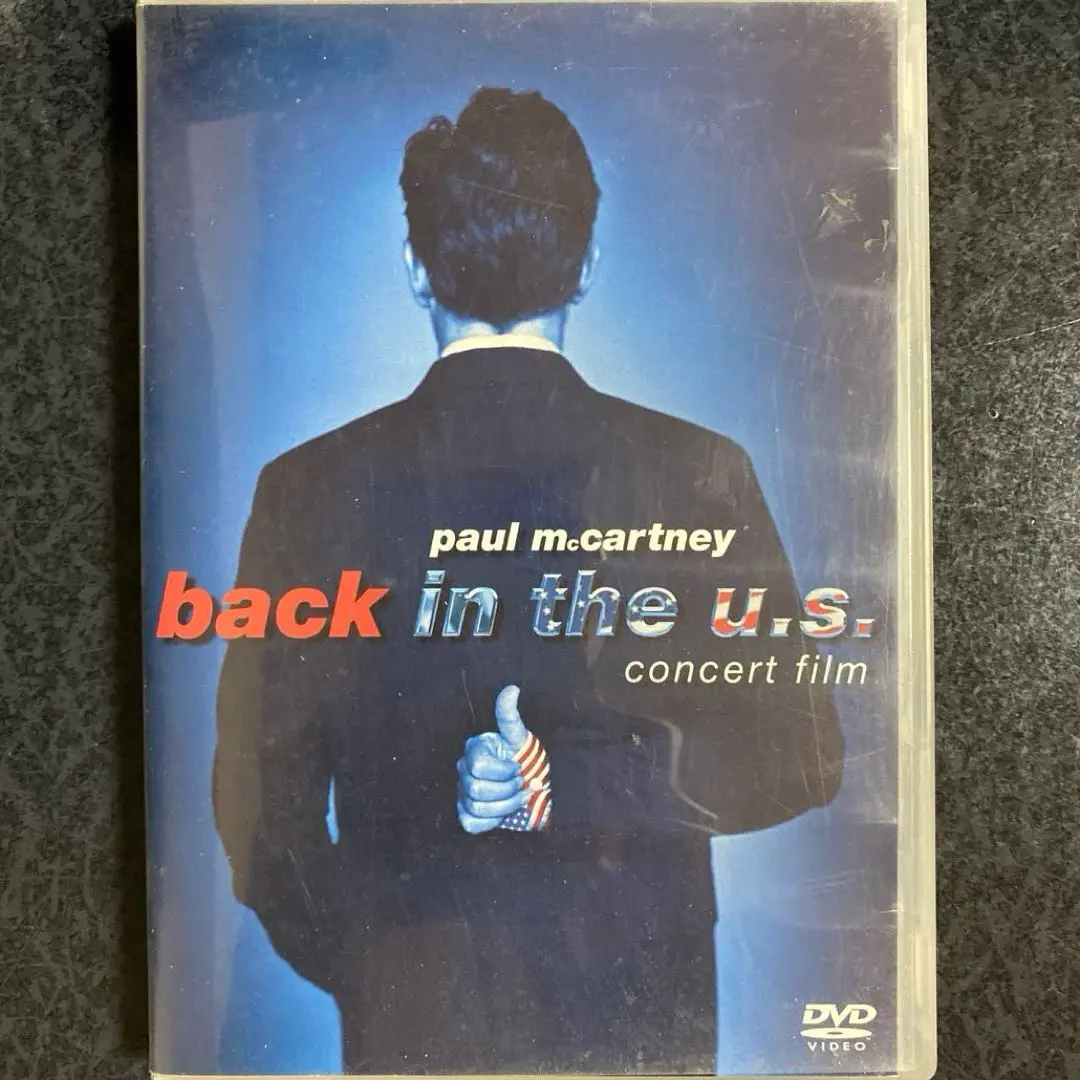 paul mccartney
back in the u.s.
concert film
DVD
VIDEO